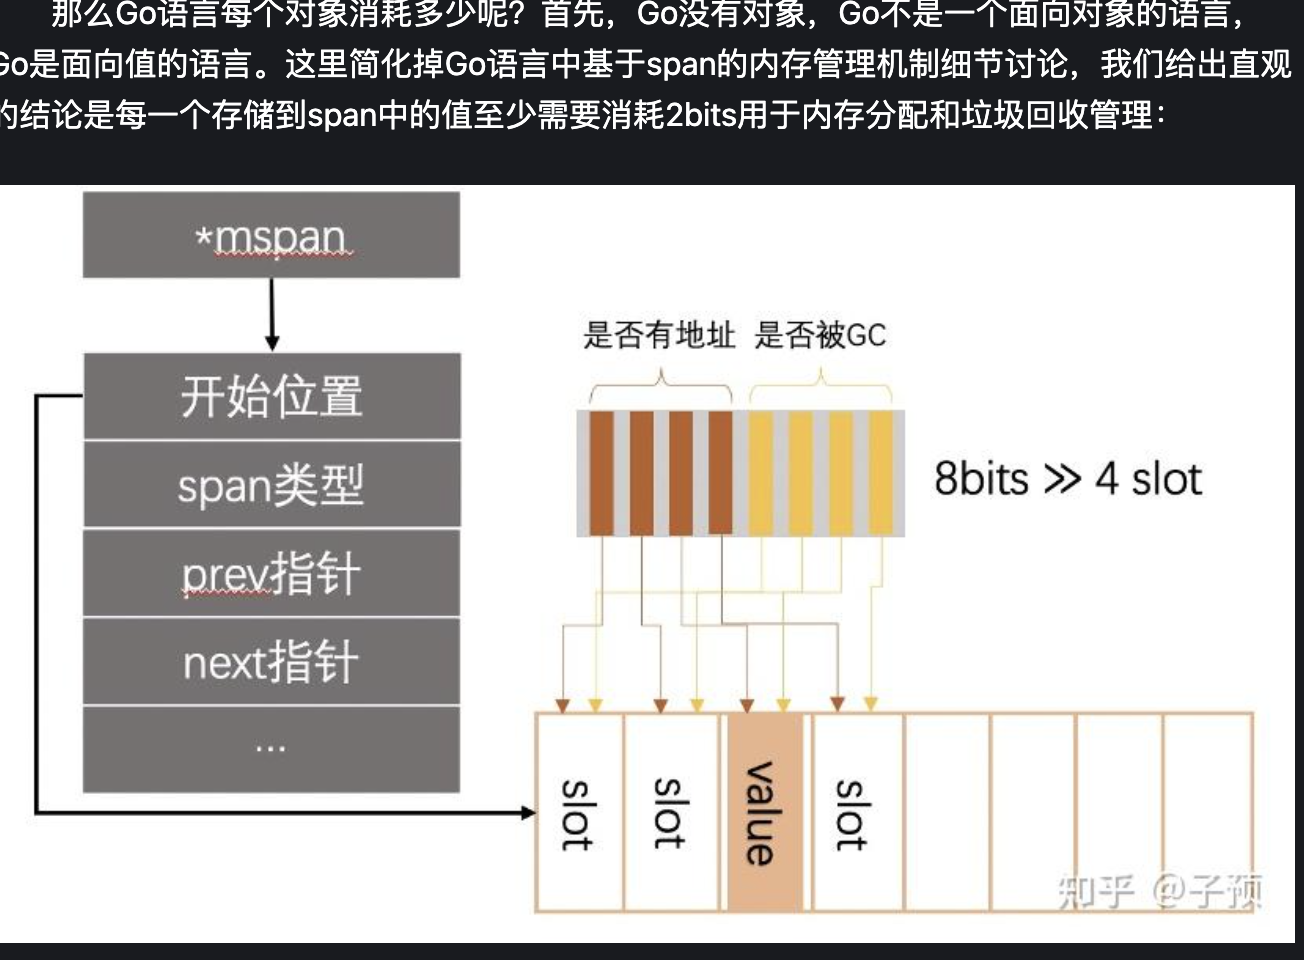 那么Go语言每个对象消耗多少呢？首先，Go没有对象，Go不是一个面向对象的语言，
Go是面向值的语言。这里简化掉Go语言中基于span的内存管理机制细节讨论，我们给出直观
的结论是每一个存储到span中的值至少需要消耗2bits用于内存分配和垃圾回收管理：
*mspan
开始位置
span类型
prev指针
next指针
...
是否有地址 是否被GC
8bits ≫ 4 slot
slot
slot
value
slot
知乎 @子预